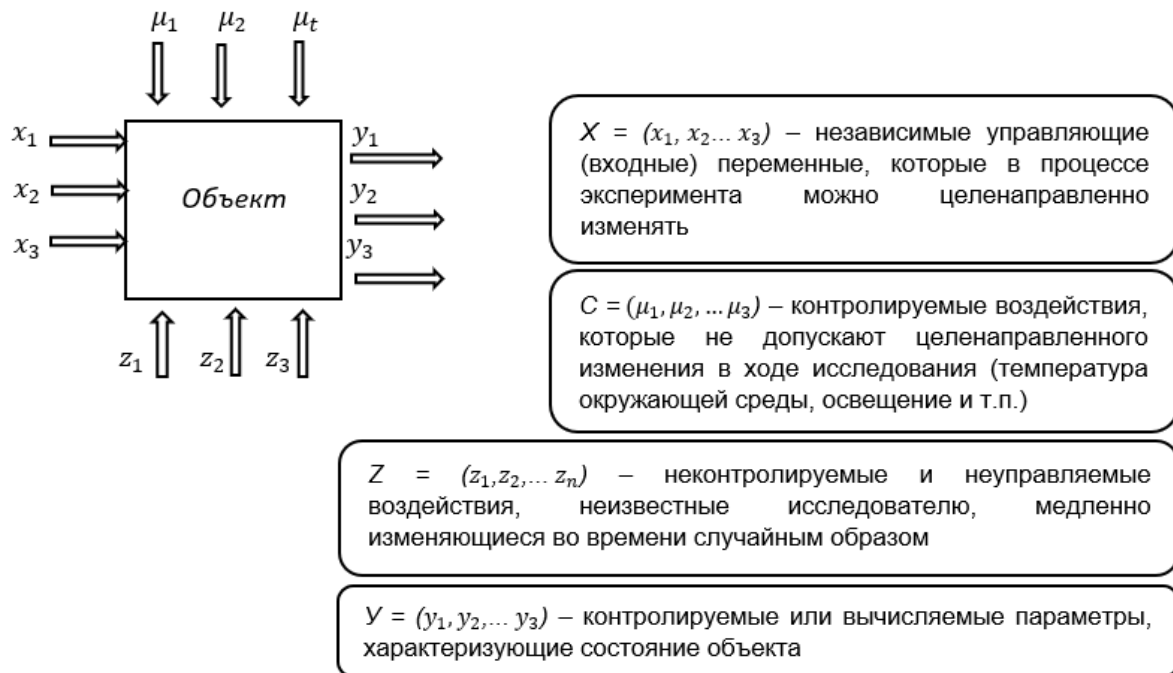 μ₁ μ₂ μₜ
x₁
x₂
x₃
Объект
y₁
y₂
y₃
z₁ z₂ z₃
X = (x₁, x₂... x₃) – независимые управляющие
(входные) переменные, которые в процессе
эксперимента можно целенаправленно
изменять
C = (μ₁, μ₂, ... μ₃) – контролируемые воздействия,
которые не допускают целенаправленного
изменения в ходе исследования (температура
окружающей среды, освещение и т.п.)
Z = (z₁,z₂,... zₙ) – неконтролируемые и неуправляемые
воздействия, неизвестные исследователю, медленно
изменяющиеся во времени случайным образом
У = (y₁, y₂,... y₃) – контролируемые или вычисляемые параметры,
характеризующие состояние объекта